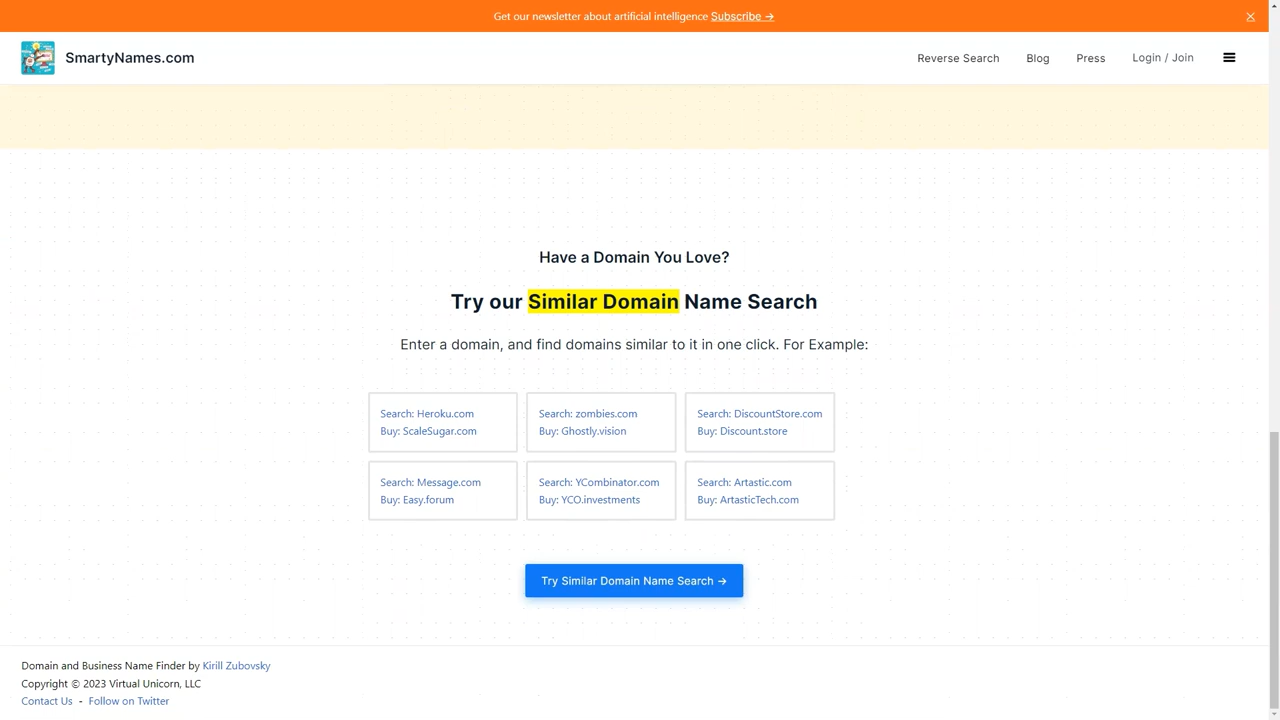 Get our newsletter about artificial intelligence Subscribe →
SmartyNames.com
Reverse Search
Blog
Press
Login / Join
Have a Domain You Love?
Try our Similar Domain Name Search
Enter a domain, and find domains similar to it in one click. For Example:
Search: Heroku.com
Buy: ScaleSugar.com
Search: zombies.com
Buy: Ghostly.vision
Search: DiscountStore.com
Buy: Discount.store
Search: Message.com
Buy: Easy.forum
Search: YCombinator.com
Buy: YCO.investments
Search: Artastic.com
Buy: ArtasticTech.com
Try Similar Domain Name Search →
Domain and Business Name Finder by Kirill Zubovsky
Copyright © 2023 Virtual Unicorn, LLC
Contact Us - Follow on Twitter